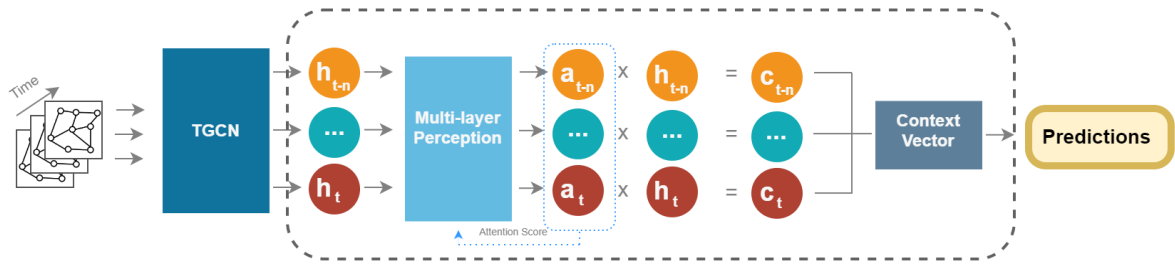 Time
TGCN
h t-n
...
h t
Multi-layer
Perception
a t-n x h t-n = c t-n
... x ... = ...
a t x h t = c t
Attention Score
Context
Vector
Predictions